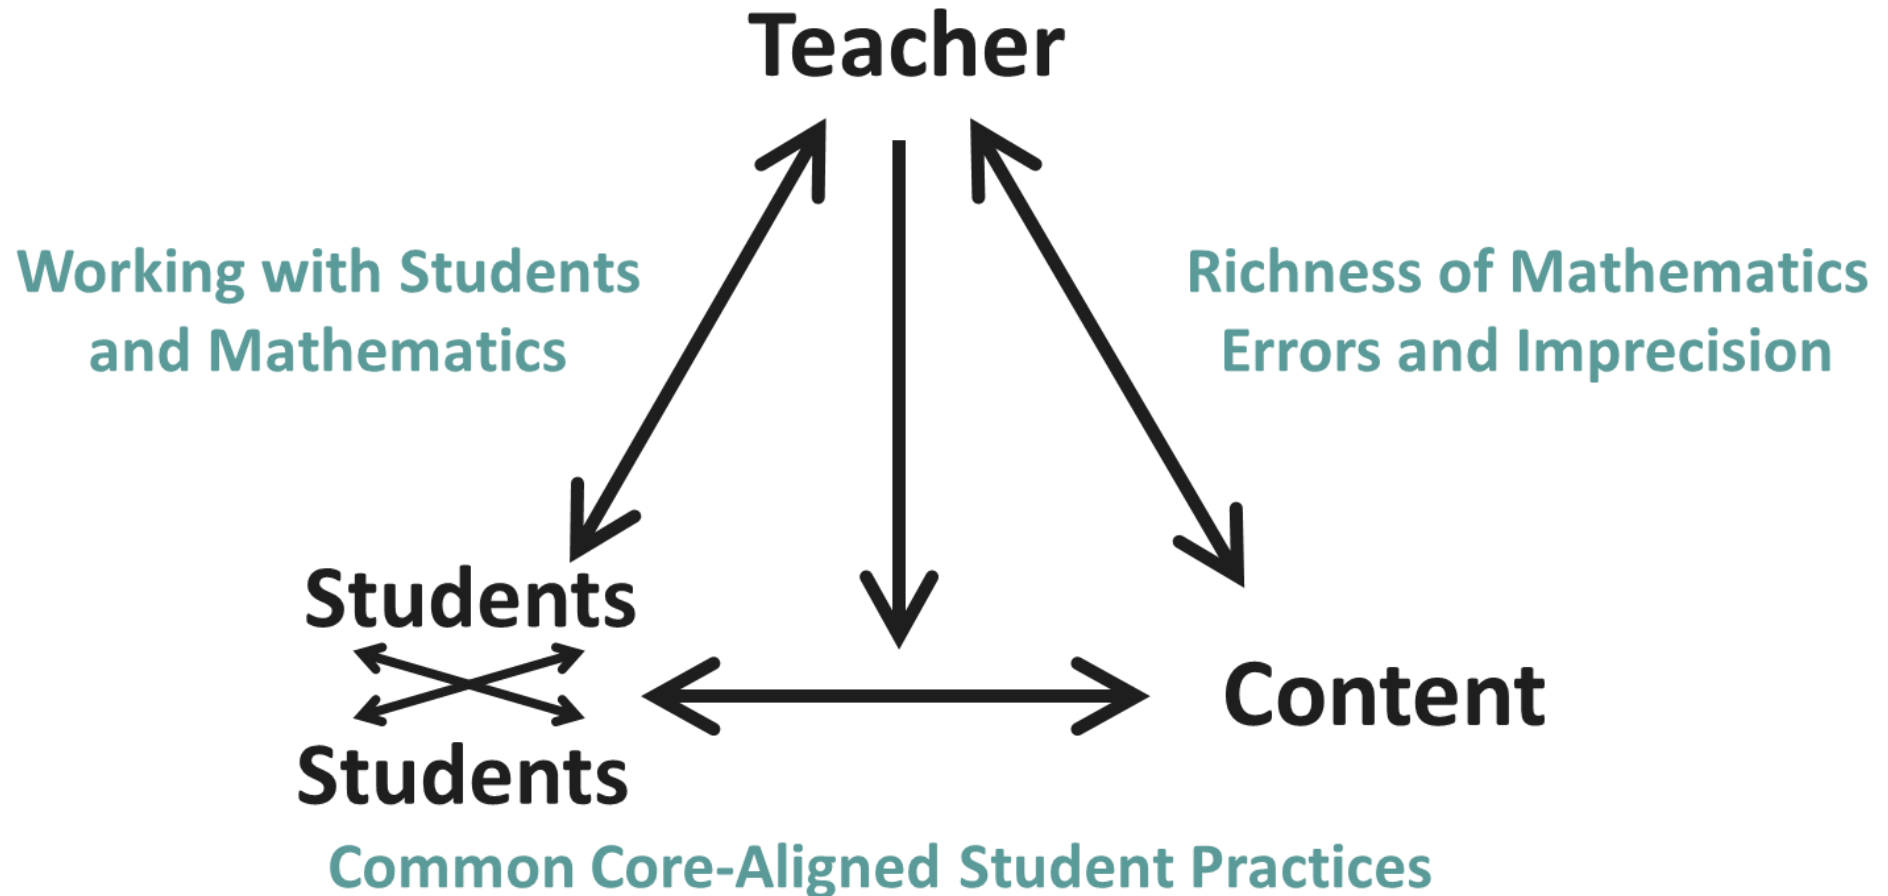 Teacher
Working with Students
and Mathematics
Richness of Mathematics
Errors and Imprecision
Students
Content
Students
Common Core-Aligned Student Practices